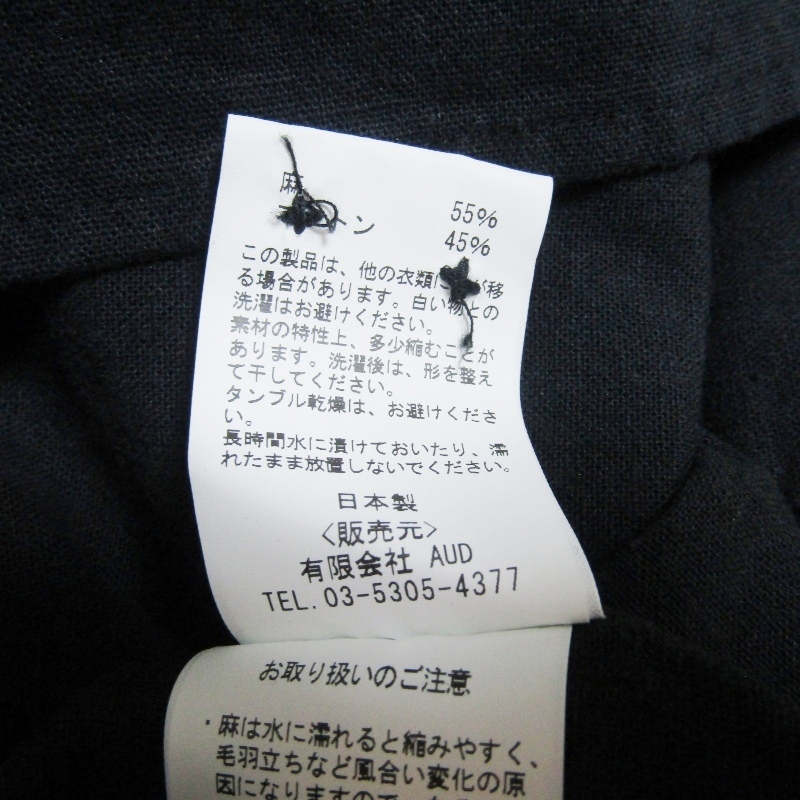 麻 55%
トン 45%
この製品は、他の衣類 が移
る場合があります。白い物との
洗濯はお避けください。
素材の特性上、多少縮むことが
あります。洗濯後は、形を整え
て干してください。
タンブル乾燥は、お避けくださ
い。
長時間水に漬けておいたり、濡
れたまま放置しないでください。
日本製
<販売元>
有限会社 AUD
TEL.03-5305-4377
お取り扱いのご注意
・麻は水に濡れると縮みやすく、
毛羽立ちなど風合い変化の原
因になりますので